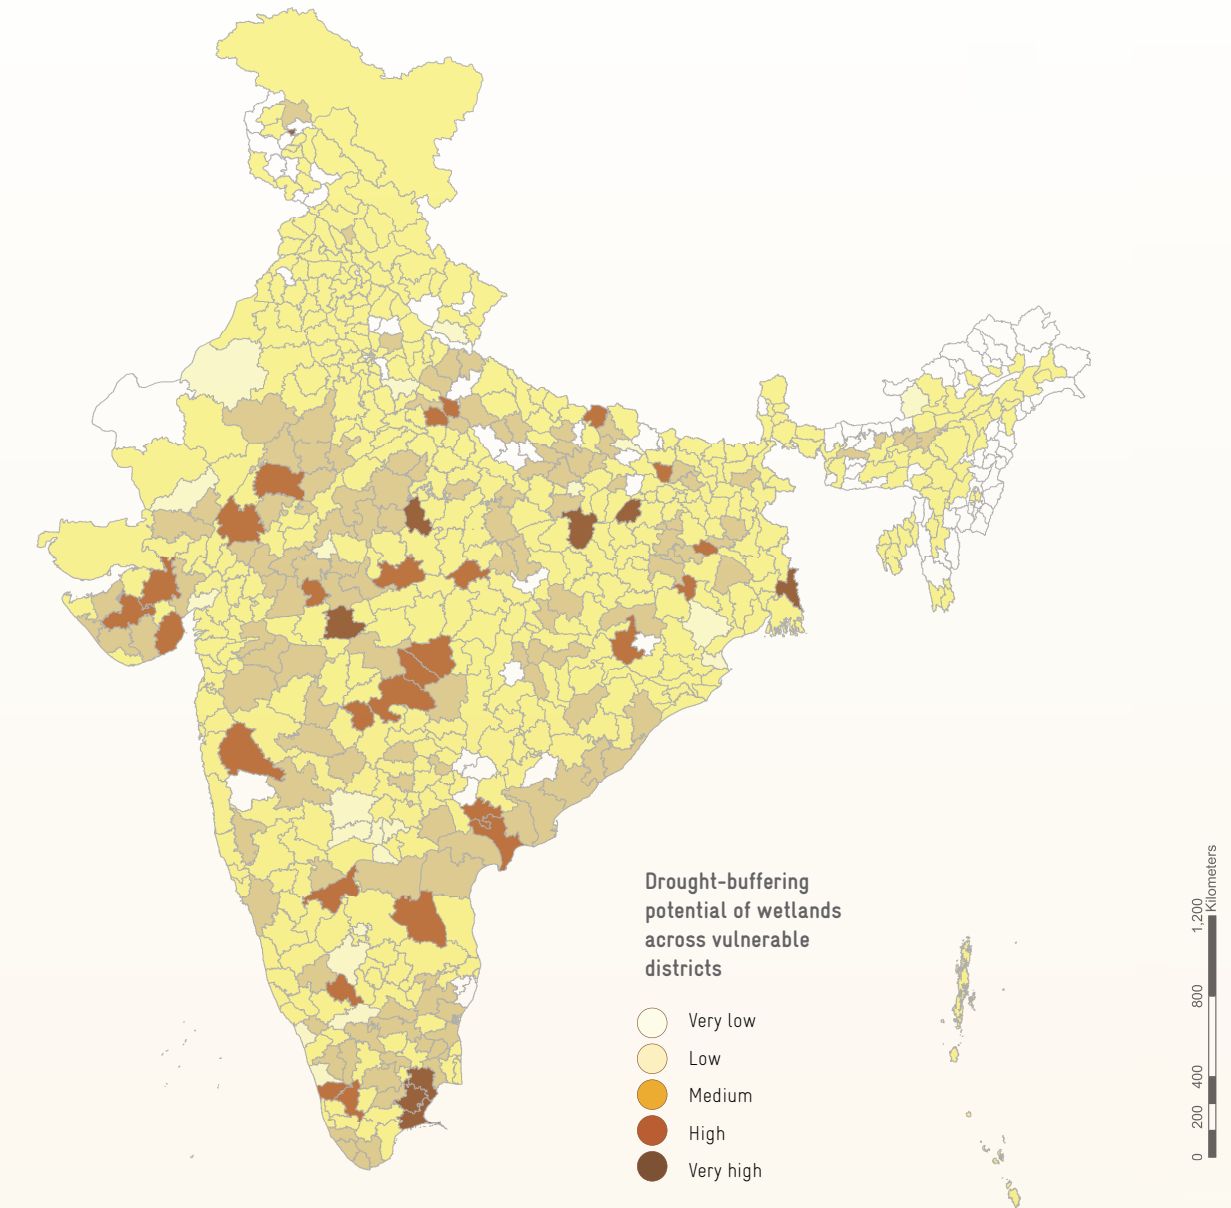 Drought-buffering
potential of wetlands
across vulnerable
districts
Very low
Low
Medium
High
Very high
Kilometers
1,200
800
400
200
0